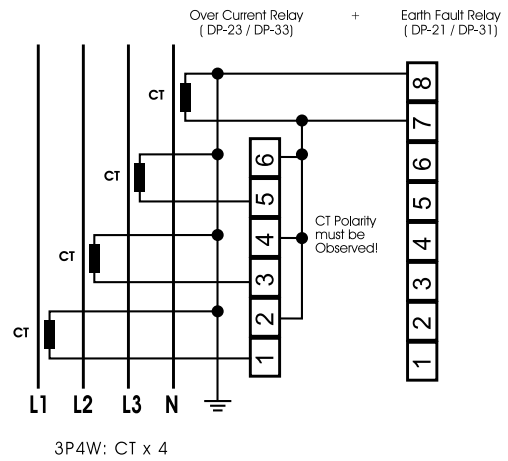 Over Current Relay + Earth Fault Relay
( DP-23 / DP-33) ( DP-21 / DP-31)
8
CT
7
6 6
CT
5 5
CT Polarity
must be
Observed!
4 4
CT
3 3
2 2
CT
1 1
L1 L2 L3 N
3P4W: CT x 4